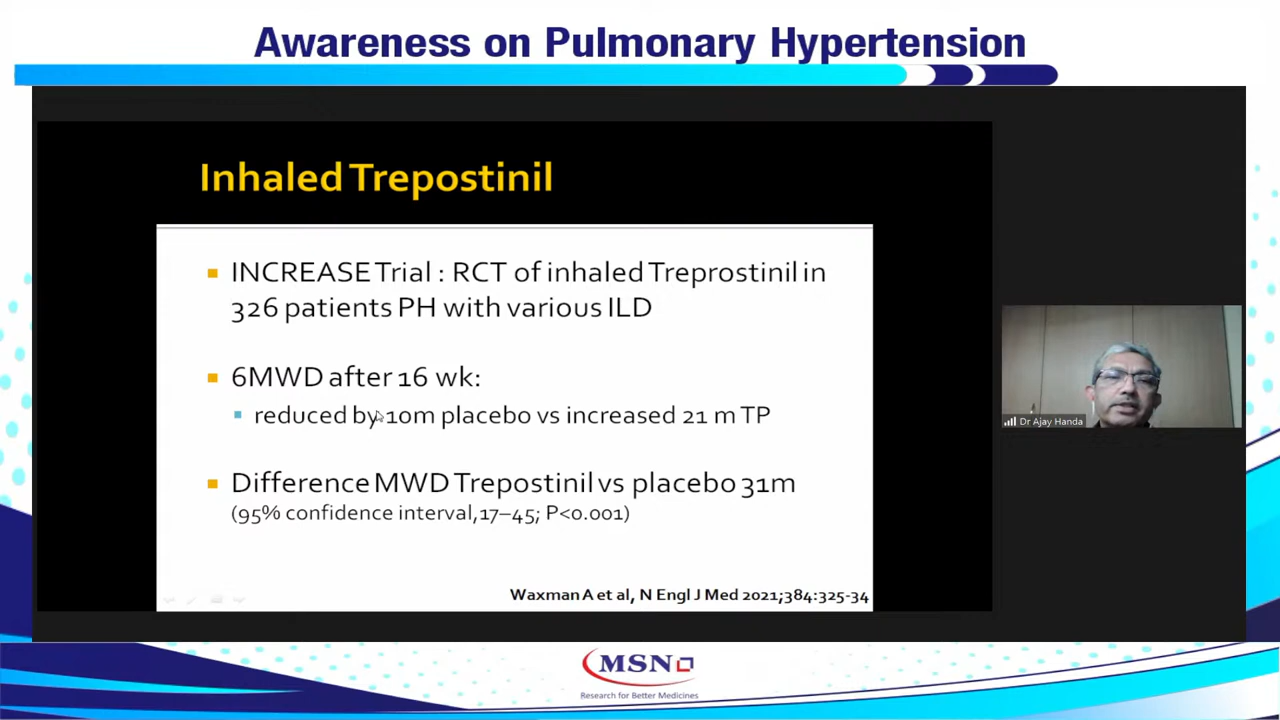 Awareness on Pulmonary Hypertension
Inhaled Trepostinil
INCREASE Trial : RCT of inhaled Treprostinil in
326 patients PH with various ILD
6MWD after 16 wk:
reduced by 10m placebo vs increased 21 m TP
Difference MWD Trepostinil vs placebo 31m
(95% confidence interval,17–45; P<0.001)
Waxman A et al, N Engl J Med 2021;384:325-34
Dr Ajay Handa
MSN
Research for Better Medicines